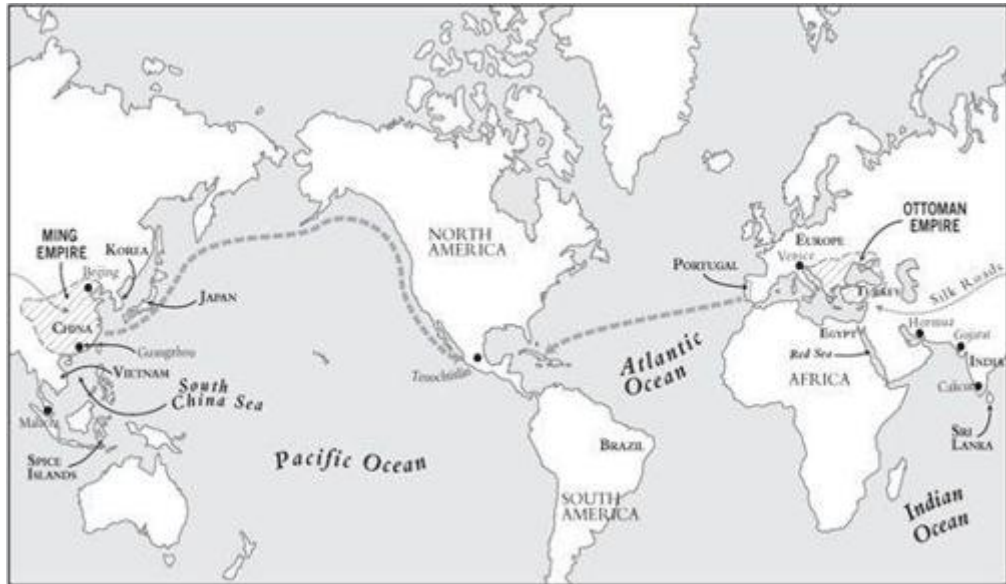 MING
EMPIRE
KOREA
Beijing
JAPAN
CHINA
Guangzhou
VIETNAM
South
China Sea
Malacca
SPICE
ISLANDS
Pacific Ocean
NORTH
AMERICA
Tenochtitlan
BRAZIL
SOUTH
AMERICA
Atlantic
Ocean
PORTUGAL
EUROPE
Venice
OTTOMAN
EMPIRE
TURKEY
Silk Roads
EGYPT
Red Sea
AFRICA
Hormuz
Gujarat
INDIA
Calicut
SRI
LANKA
Indian
Ocean